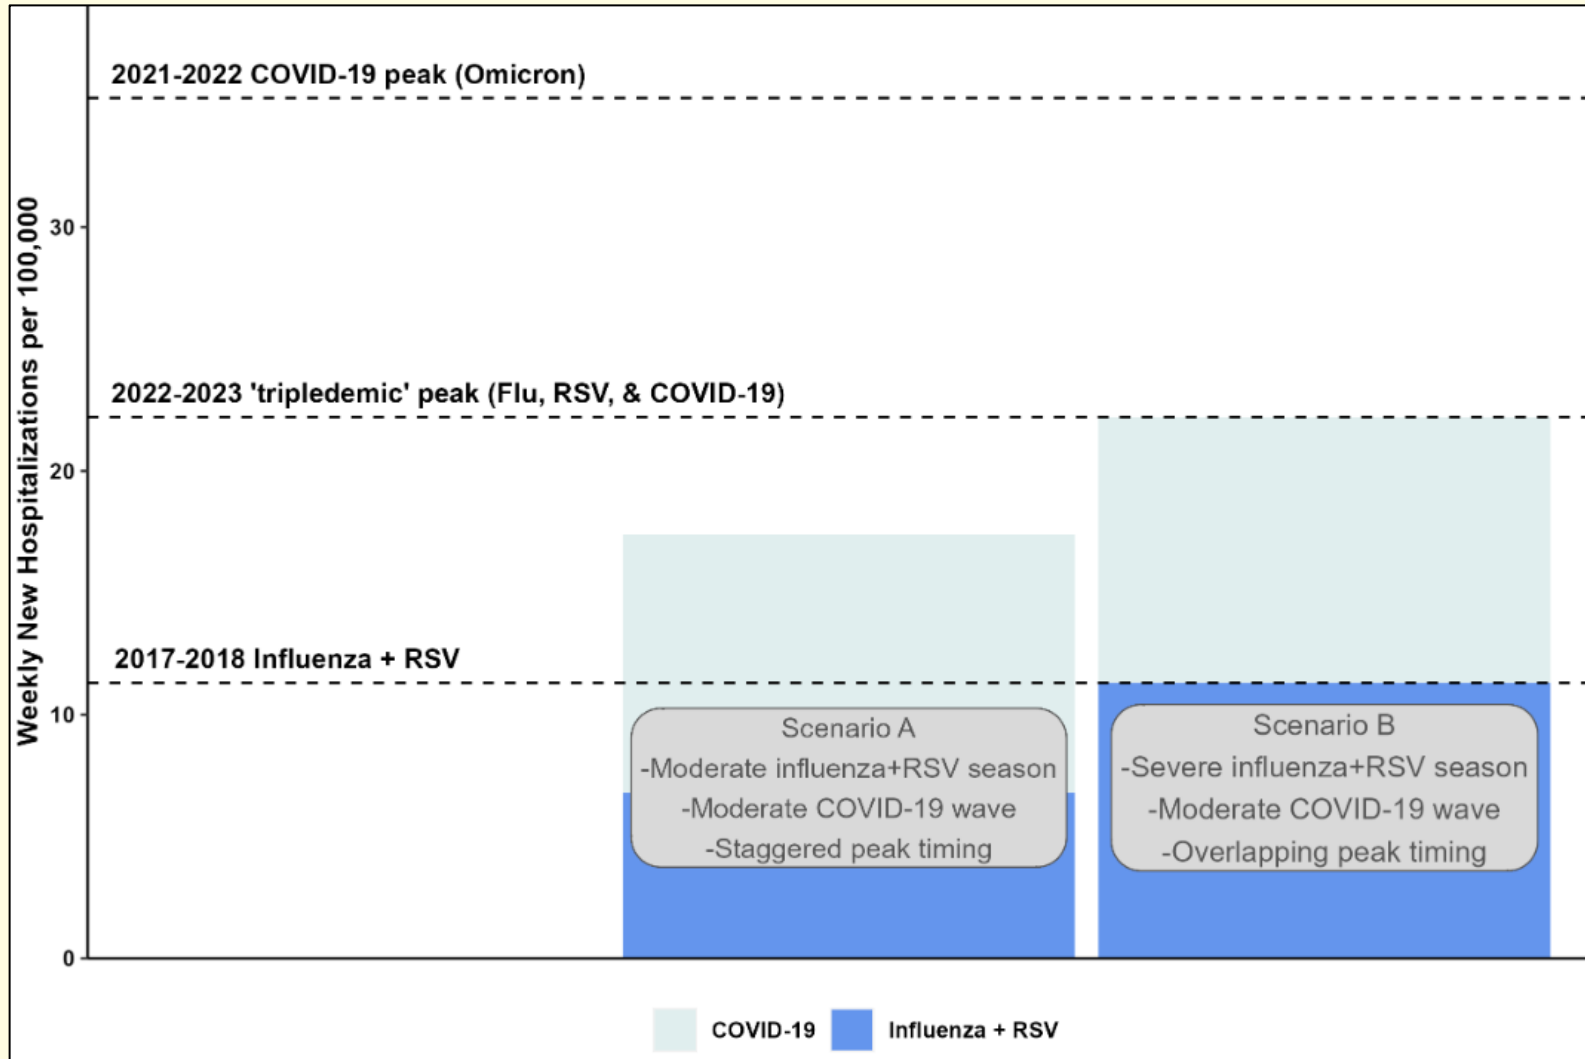 Weekly New Hospitalizations per 100,000
2021-2022 COVID-19 peak (Omicron)
30
2022-2023 'tripledemic' peak (Flu, RSV, & COVID-19)
20
2017-2018 Influenza + RSV
10
0
Scenario A
-Moderate influenza+RSV season
-Moderate COVID-19 wave
-Staggered peak timing
Scenario B
-Severe influenza+RSV season
-Moderate COVID-19 wave
-Overlapping peak timing
COVID-19
Influenza + RSV